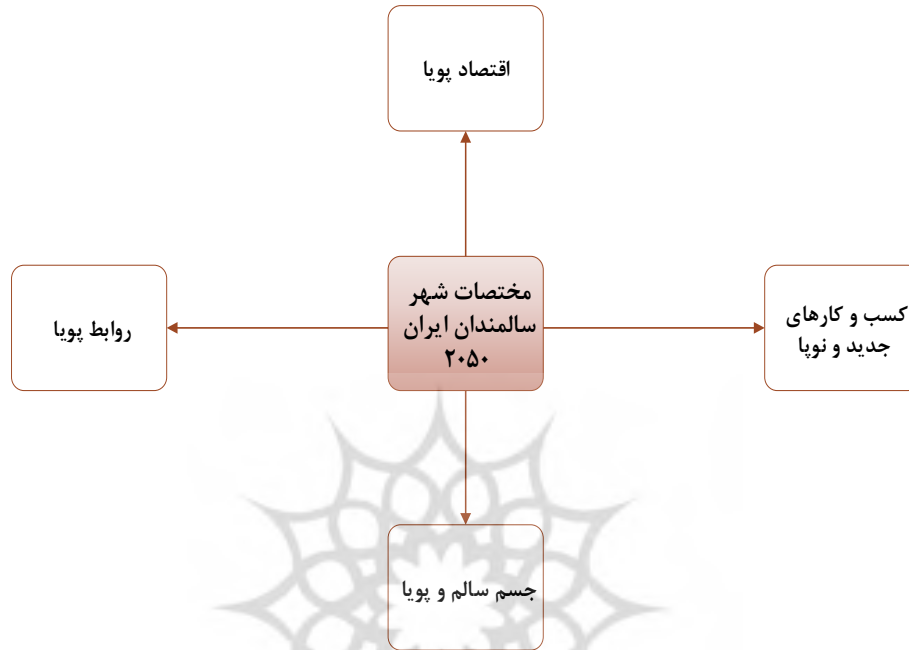 اقتصاد پویا
مختصات شهر
سالمندان ایران
۲۰۵۰
کسب و کارهای
جدید و نوپا
روابط پویا
جسم سالم و پویا